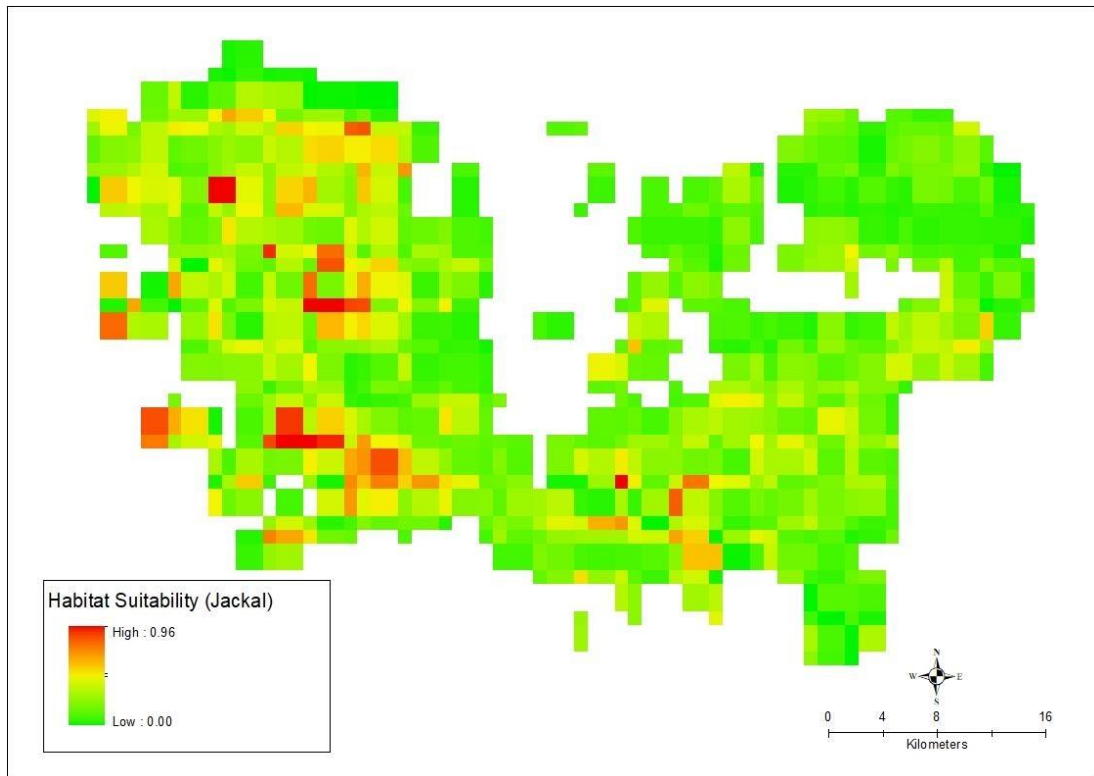 Habitat Suitability (Jackal)
High : 0.96
Low : 0.00
N
W E
S
0 4 8 16
Kilometers